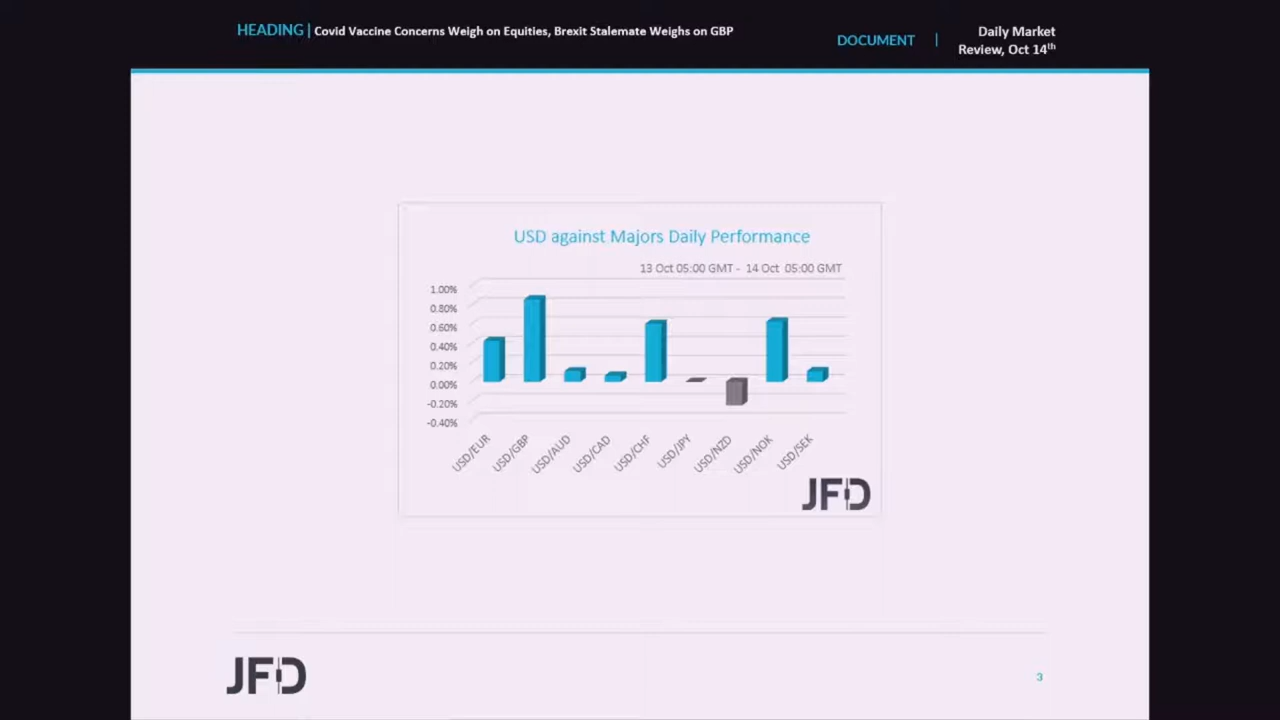 HEADING | Covid Vaccine Concerns Weigh on Equities, Brexit Stalemate Weighs on GBP
DOCUMENT | Daily Market
Review, Oct 14th
USD against Majors Daily Performance
13 Oct 05:00 GMT - 14 Oct 05:00 GMT
1.00%
0.80%
0.60%
0.40%
0.20%
0.00%
-0.20%
-0.40%
USD/EUR
USD/GBP
USD/AUD
USD/CAD
USD/CHF
USD/JPY
USD/NZD
USD/NOK
USD/SEK
JFD
JFD
3